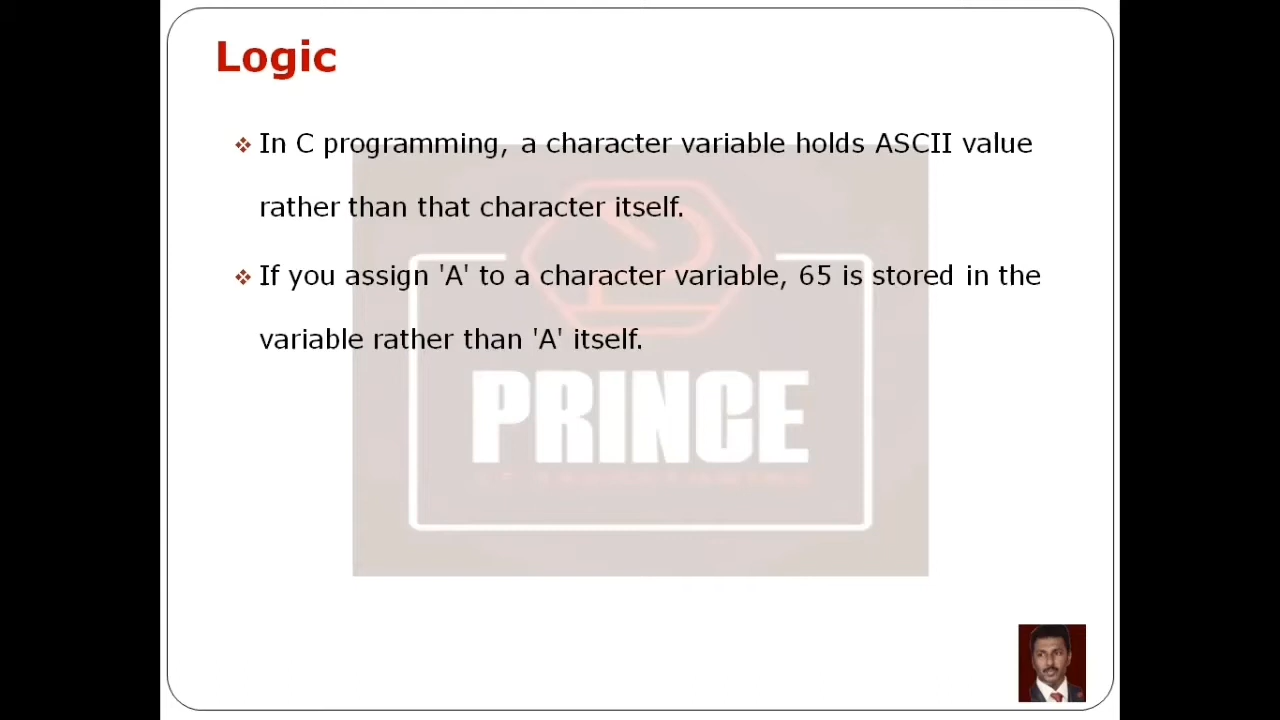 Logic
In C programming, a character variable holds ASCII value
rather than that character itself.
If you assign 'A' to a character variable, 65 is stored in the
variable rather than 'A' itself.
PRINCE